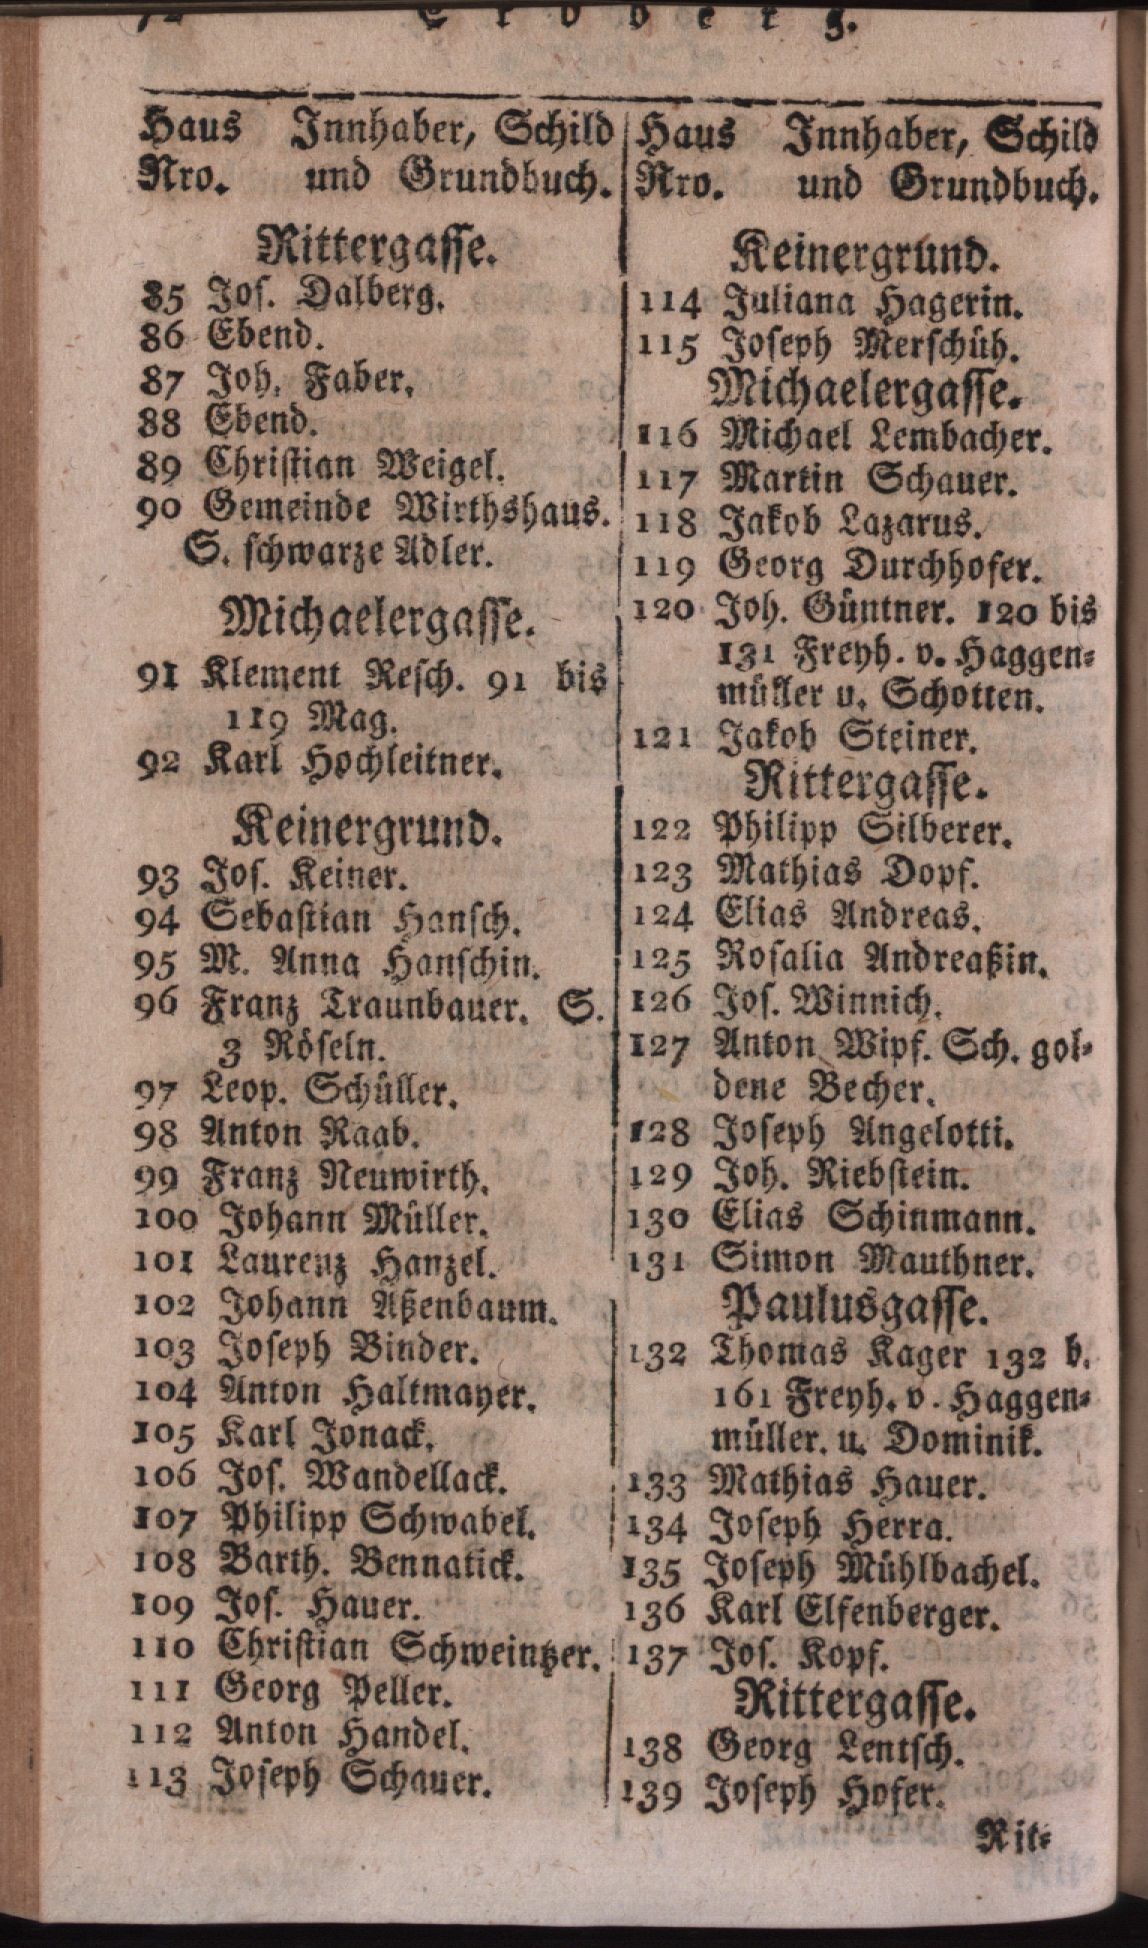 Erdberg.
Haus Innhaber, Schild
Nro. und Grundbuch.
Rittergasse.
85 Jos. Dalberg.
86 Ebend.
87 Joh. Faber.
88 Ebend.
89 Christian Weigel.
90 Gemeinde Wirthshaus.
S. schwarze Adler.
Michaelergasse.
91 Klement Resch. 91 bis
119 Mag.
92 Karl Hochleitner.
Keinergrund.
93 Jos. Keiner.
94 Sebastian Hansch.
95 M. Anna Hanschin.
96 Franz Traunbauer. S.
3 Röseln.
97 Leop. Schüller.
98 Anton Raab.
99 Franz Neuwirth.
100 Johann Müller.
101 Laurenz Hanzel.
102 Johann Aßenbaum.
103 Joseph Binder.
104 Anton Haltmayer.
105 Karl Jonack.
106 Jos. Wandellack.
107 Philipp Schwabel.
108 Barth. Bennatick.
109 Jos. Hauer.
110 Christian Schweintzer.
111 Georg Peller.
112 Anton Handel.
113 Joseph Schauer.
Haus Innhaber, Schild
Nro. und Grundbuch.
Keinergrund.
114 Juliana Hagerin.
115 Joseph Merschüh.
Michaelergasse.
116 Michael Lembacher.
117 Martin Schauer.
118 Jakob Lazarus.
119 Georg Durchhofer.
120 Joh. Güntner. 120 bis
131 Freyh. v. Haggen-
müller u. Schotten.
121 Jakob Steiner.
Rittergasse.
122 Philipp Silberer.
123 Mathias Dopf.
124 Elias Andreas.
125 Rosalia Andreaßin.
126 Jos. Winnich.
127 Anton Wipf. Sch. gol-
dene Becher.
128 Joseph Angelotti.
129 Joh. Riebstein.
130 Elias Schinmann.
131 Simon Mauthner.
Paulusgasse.
132 Thomas Kager 132 b.
161 Freyh. v. Haggen-
müller. u. Dominik.
133 Mathias Hauer.
134 Joseph Herra.
135 Joseph Mühlbachel.
136 Karl Elfenberger.
137 Jos. Kopf.
Rittergasse.
138 Georg Lentsch.
139 Joseph Hofer.
Rit-